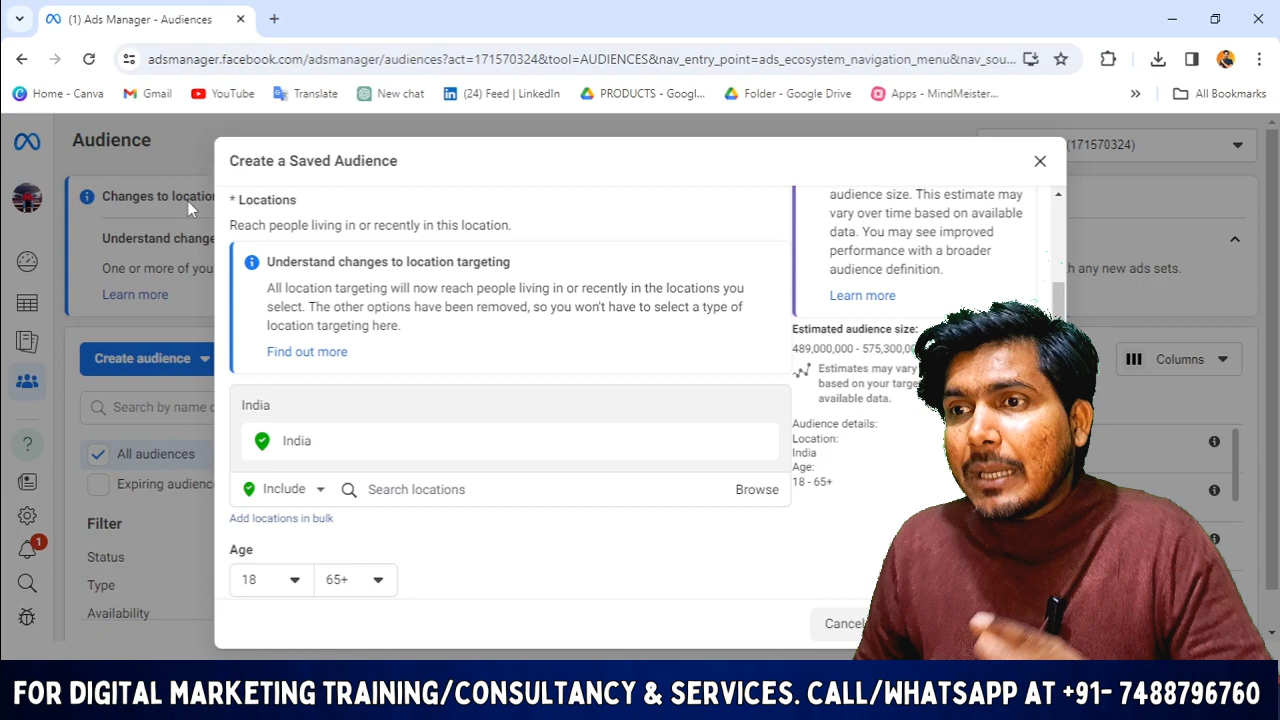 (1) Ads Manager - Audiences
adsmanager.facebook.com/adsmanager/audiences?act=171570324&tool=AUDIENCES&nav_entry_point=ads_ecosystem_navigation_menu&nav_sou...
Home - Canva
Gmail
YouTube
Translate
New chat
(24) Feed | LinkedIn
PRODUCTS - Googl...
Folder - Google Drive
Apps - MindMeister...
All Bookmarks
Audience
(171570324)
Create a Saved Audience
Changes to location
Understand change
One or more of you
Learn more
h any new ads sets.
* Locations
Reach people living in or recently in this location.
Understand changes to location targeting
All location targeting will now reach people living in or recently in the locations you
select. The other options have been removed, so you won't have to select a type of
location targeting here.
Find out more
audience size. This estimate may
vary over time based on available
data. You may see improved
performance with a broader
audience definition.
Learn more
Estimated audience size:
489,000,000 - 575,300,00
Estimates may vary
based on your targe
available data.
Audience details:
Location:
India
Age:
18 - 65+
Create audience
Columns
Search by name o
All audiences
Expiring audienc
Filter
Status
Type
Availability
1
India
India
Include
Search locations
Browse
Add locations in bulk
Age
18
65+
Cancel
FOR DIGITAL MARKETING TRAINING/CONSULTANCY & SERVICES. CALL/WHATSAPP AT +91- 7488796760